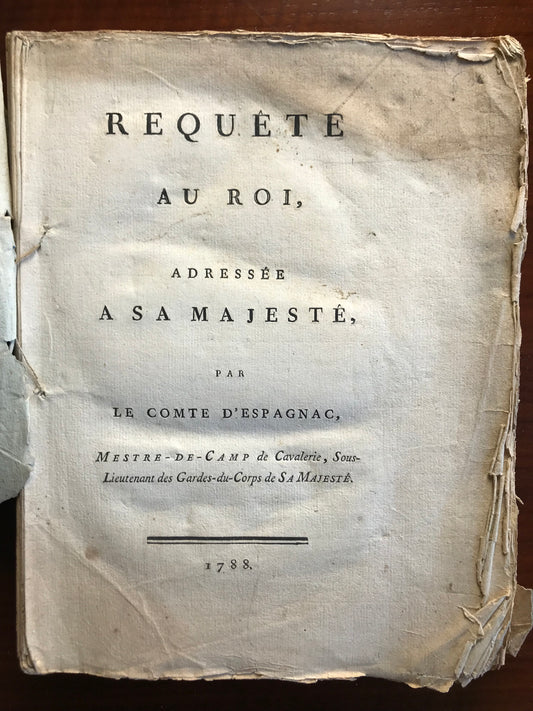 REQUÊTE
AU ROI,
ADRESSÉE
A SA MAJESTÉ,
PAR
LE COMTE D'ESPAGNAC,
MESTRE-DE-CAMP de Cavalerie, Sous-
Lieutenant des Gardes-du-Corps de SA MAJESTÉ.
1788.